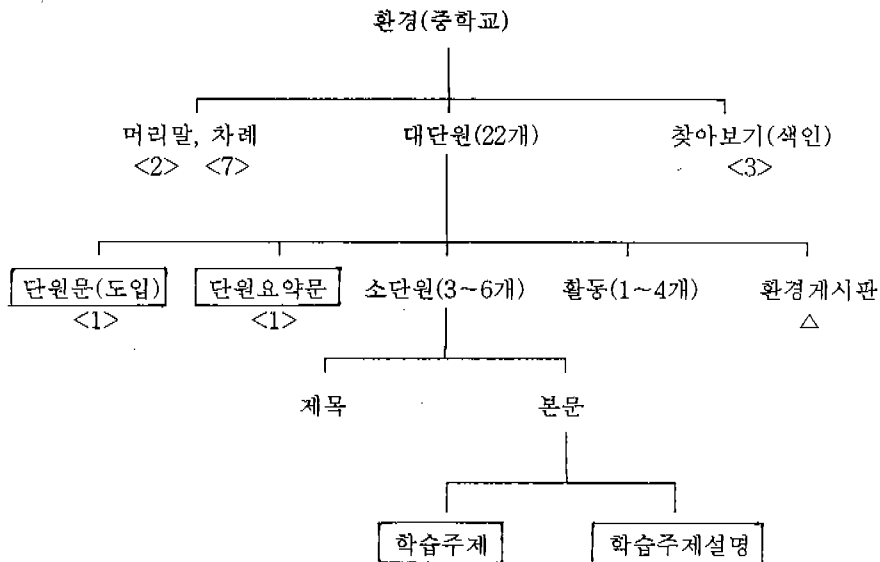 환경(중학교)
머리말, 차례 대단원(22개) 찾아보기(색인)
<2> <7> <3>
단원문(도입) 단원요약문 소단원(3~6개) 활동(1~4개) 환경게시판
<1> <1> △
제목 본문
학습주제 학습주제설명